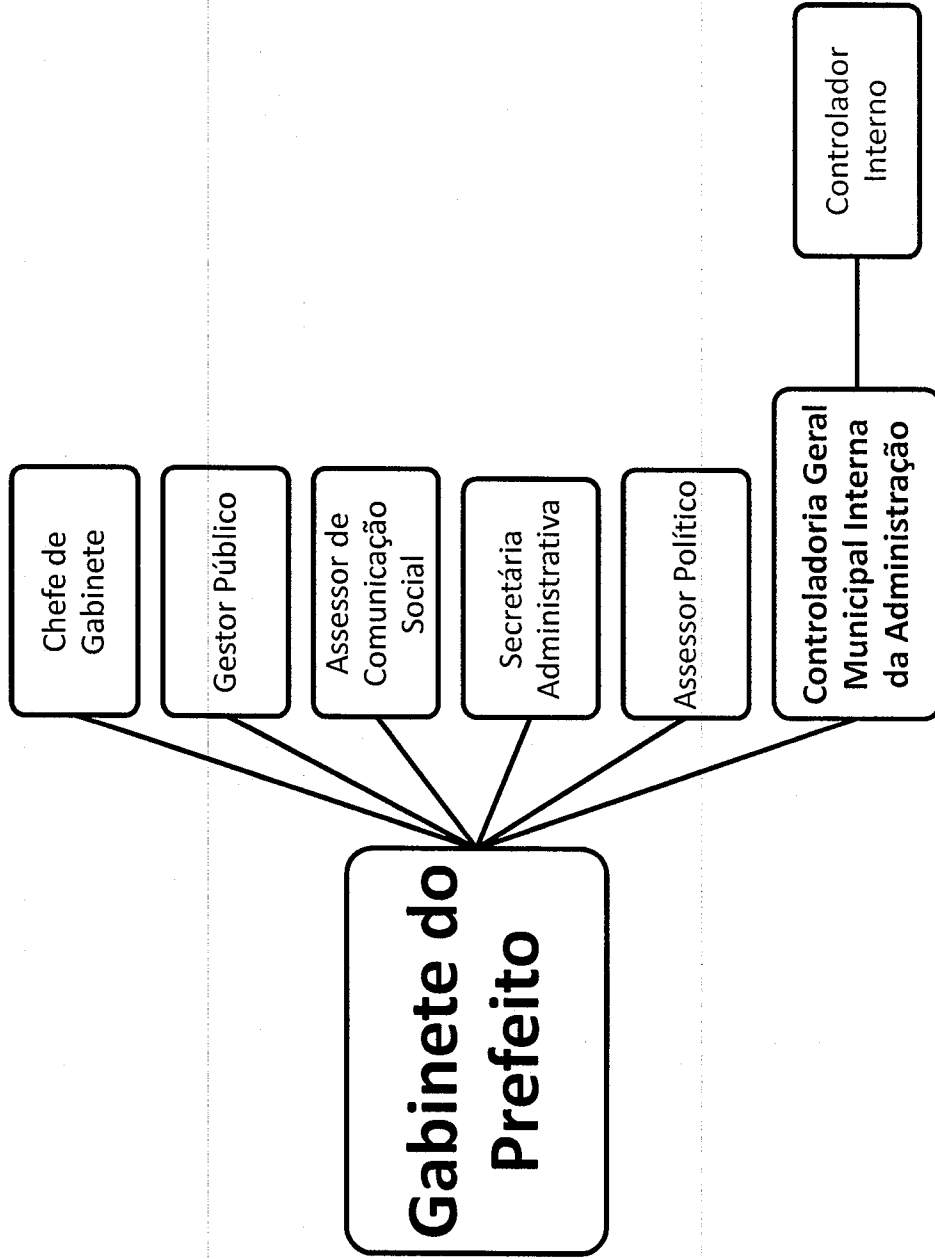 Gabinete do
Prefeito
Chefe de
Gabinete
Gestor Público
Assessor de
Comunicação
Social
Secretária
Administrativa
Assessor Político
Controladoria Geral
Municipal Interna
da Administração
Controlador
Interno